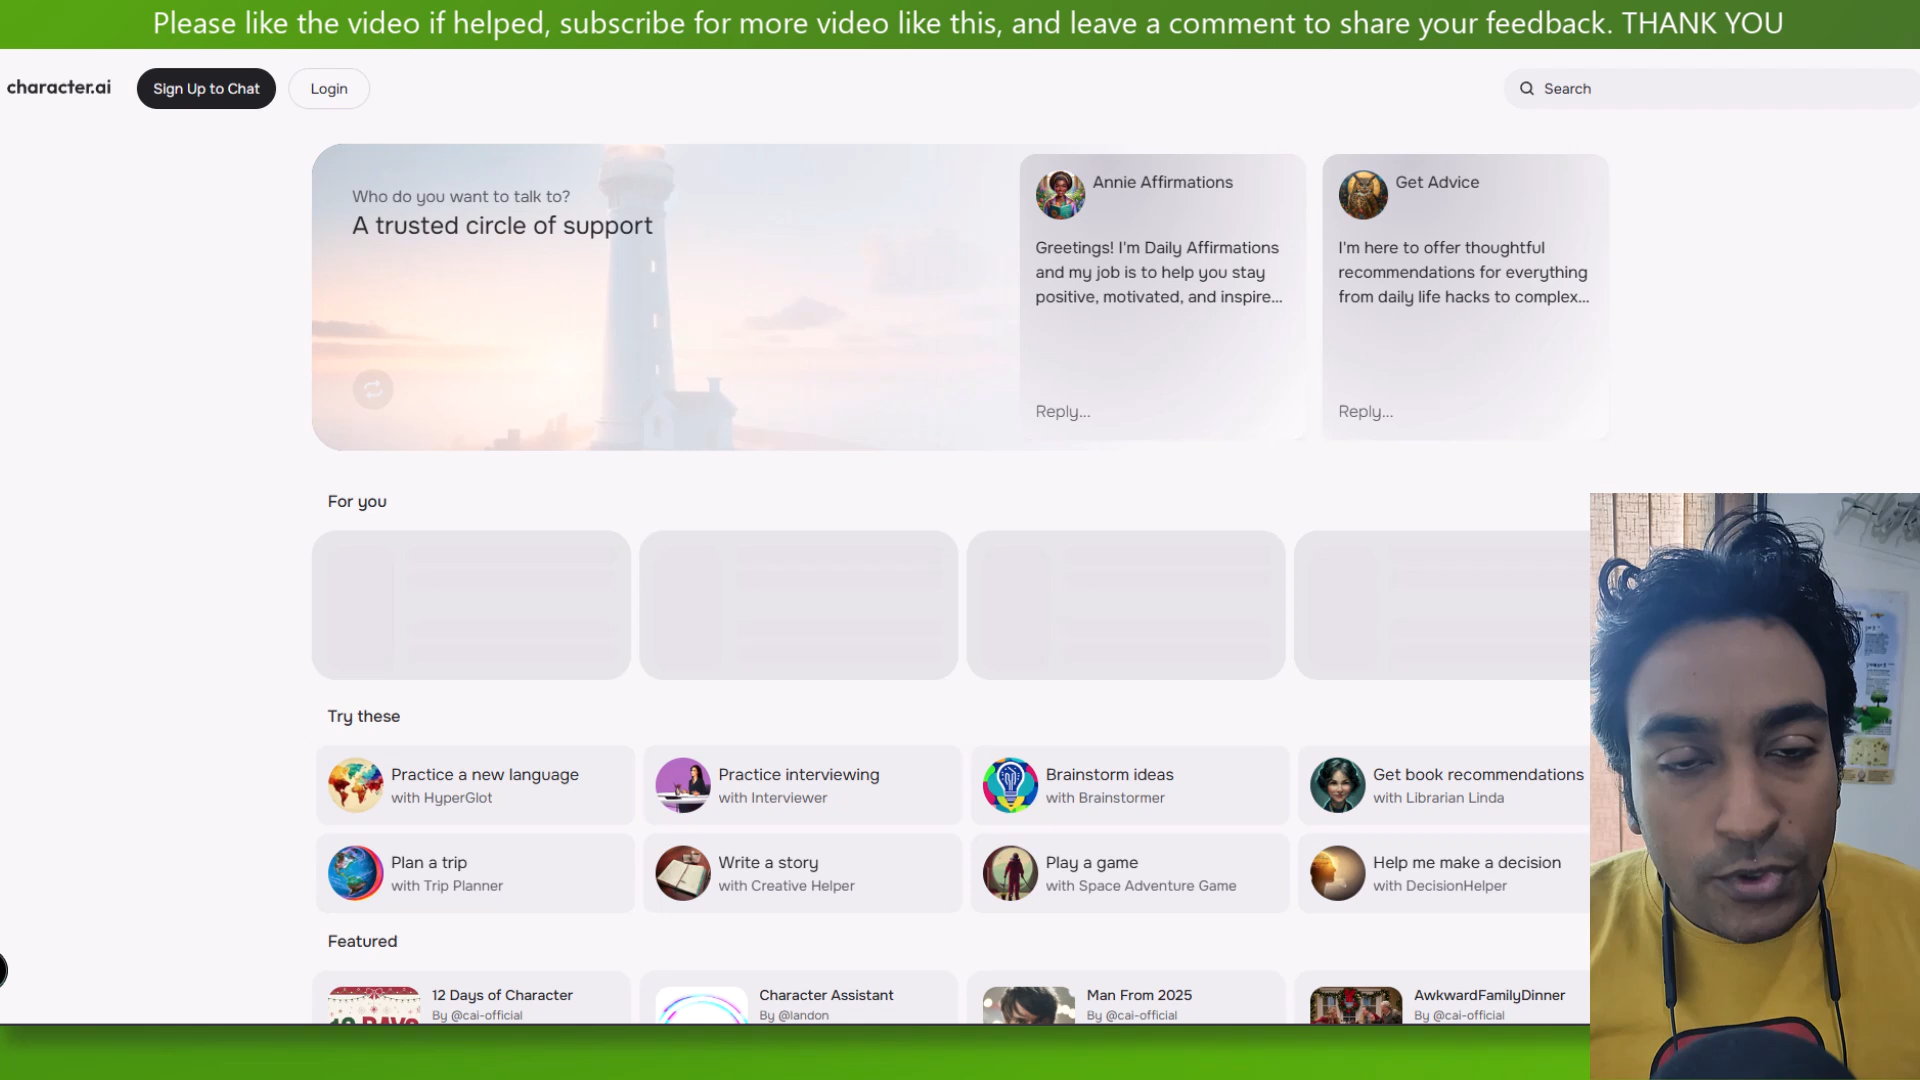 Please like the video if helped, subscribe for more video like this, and leave a comment to share your feedback. THANK YOU
character.ai
Sign Up to Chat
Login
Search
Who do you want to talk to?
A trusted circle of support
Annie Affirmations
Greetings! I'm Daily Affirmations
and my job is to help you stay
positive, motivated, and inspire...
Reply...
Get Advice
I'm here to offer thoughtful
recommendations for everything
from daily life hacks to complex...
Reply...
For you
Try these
Practice a new language
with HyperGlot
Practice interviewing
with Interviewer
Brainstorm ideas
with Brainstormer
Get book recommendations
with Librarian Linda
Plan a trip
with Trip Planner
Write a story
with Creative Helper
Play a game
with Space Adventure Game
Help me make a decision
with DecisionHelper
Featured
12 Days of Character
By @cai-official
Character Assistant
By @landon
Man From 2025
By @cai-official
AwkwardFamilyDinner
By @cai-official